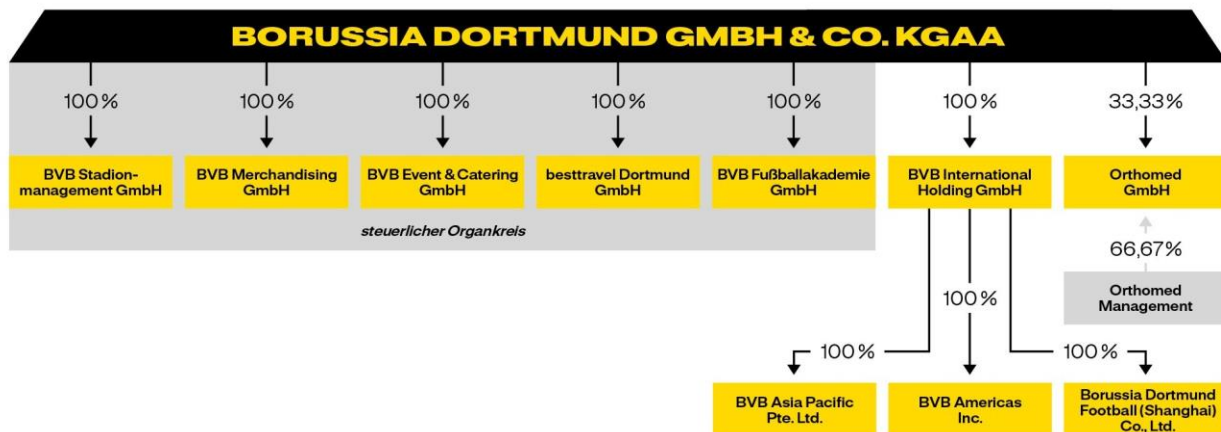 BORUSSIA DORTMUND GMBH & CO. KGAA
100 %
100 %
100 %
100 %
100 %
100 %
33,33%
BVB Stadion-
management GmbH
BVB Merchandising
GmbH
BVB Event & Catering
GmbH
besttravel Dortmund
GmbH
BVB Fußballakademie
GmbH
BVB International
Holding GmbH
Orthomed
GmbH
steuerlicher Organkreis
66,67%
Orthomed
Management
100 %
100 %
100 %
BVB Asia Pacific
Pte. Ltd.
BVB Americas
Inc.
Borussia Dortmund
Football (Shanghai)
Co., Ltd.